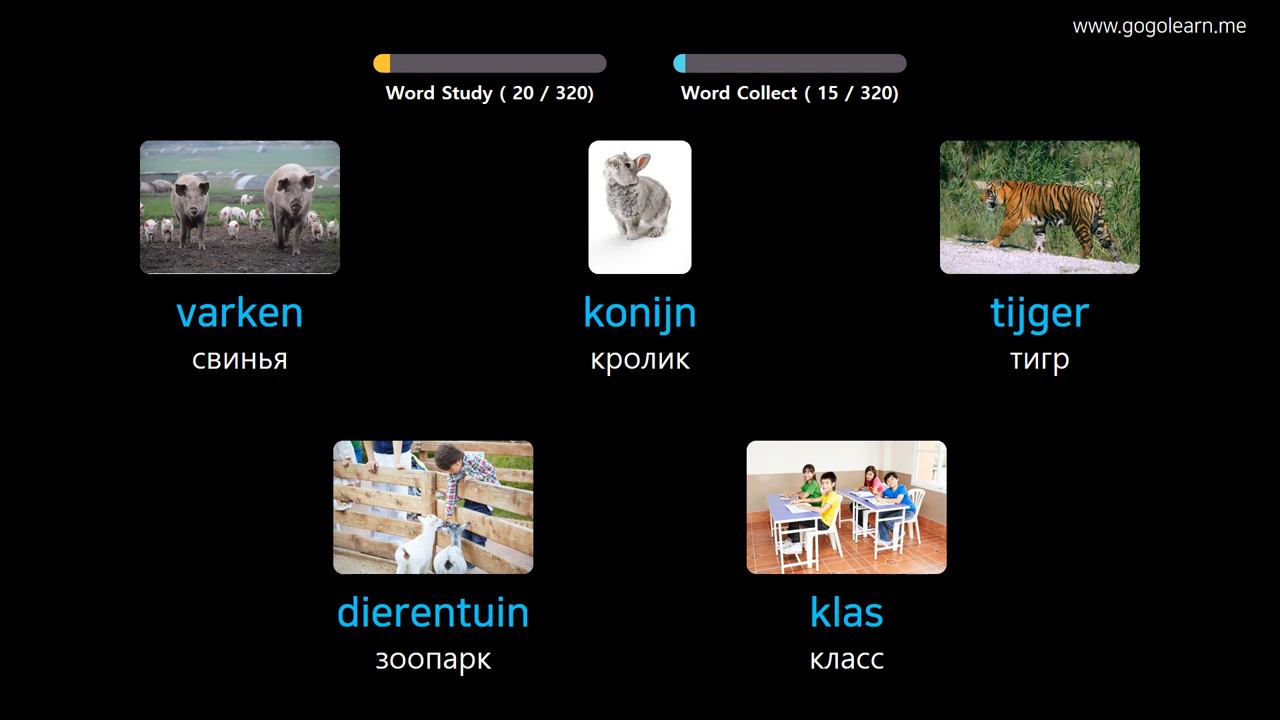 www.gogolearn.me
Word Study ( 20 / 320)
Word Collect ( 15 / 320)
varken
konijn
tijger
свинья
кролик
тигр
dierentuin
klas
зоопарк
класс